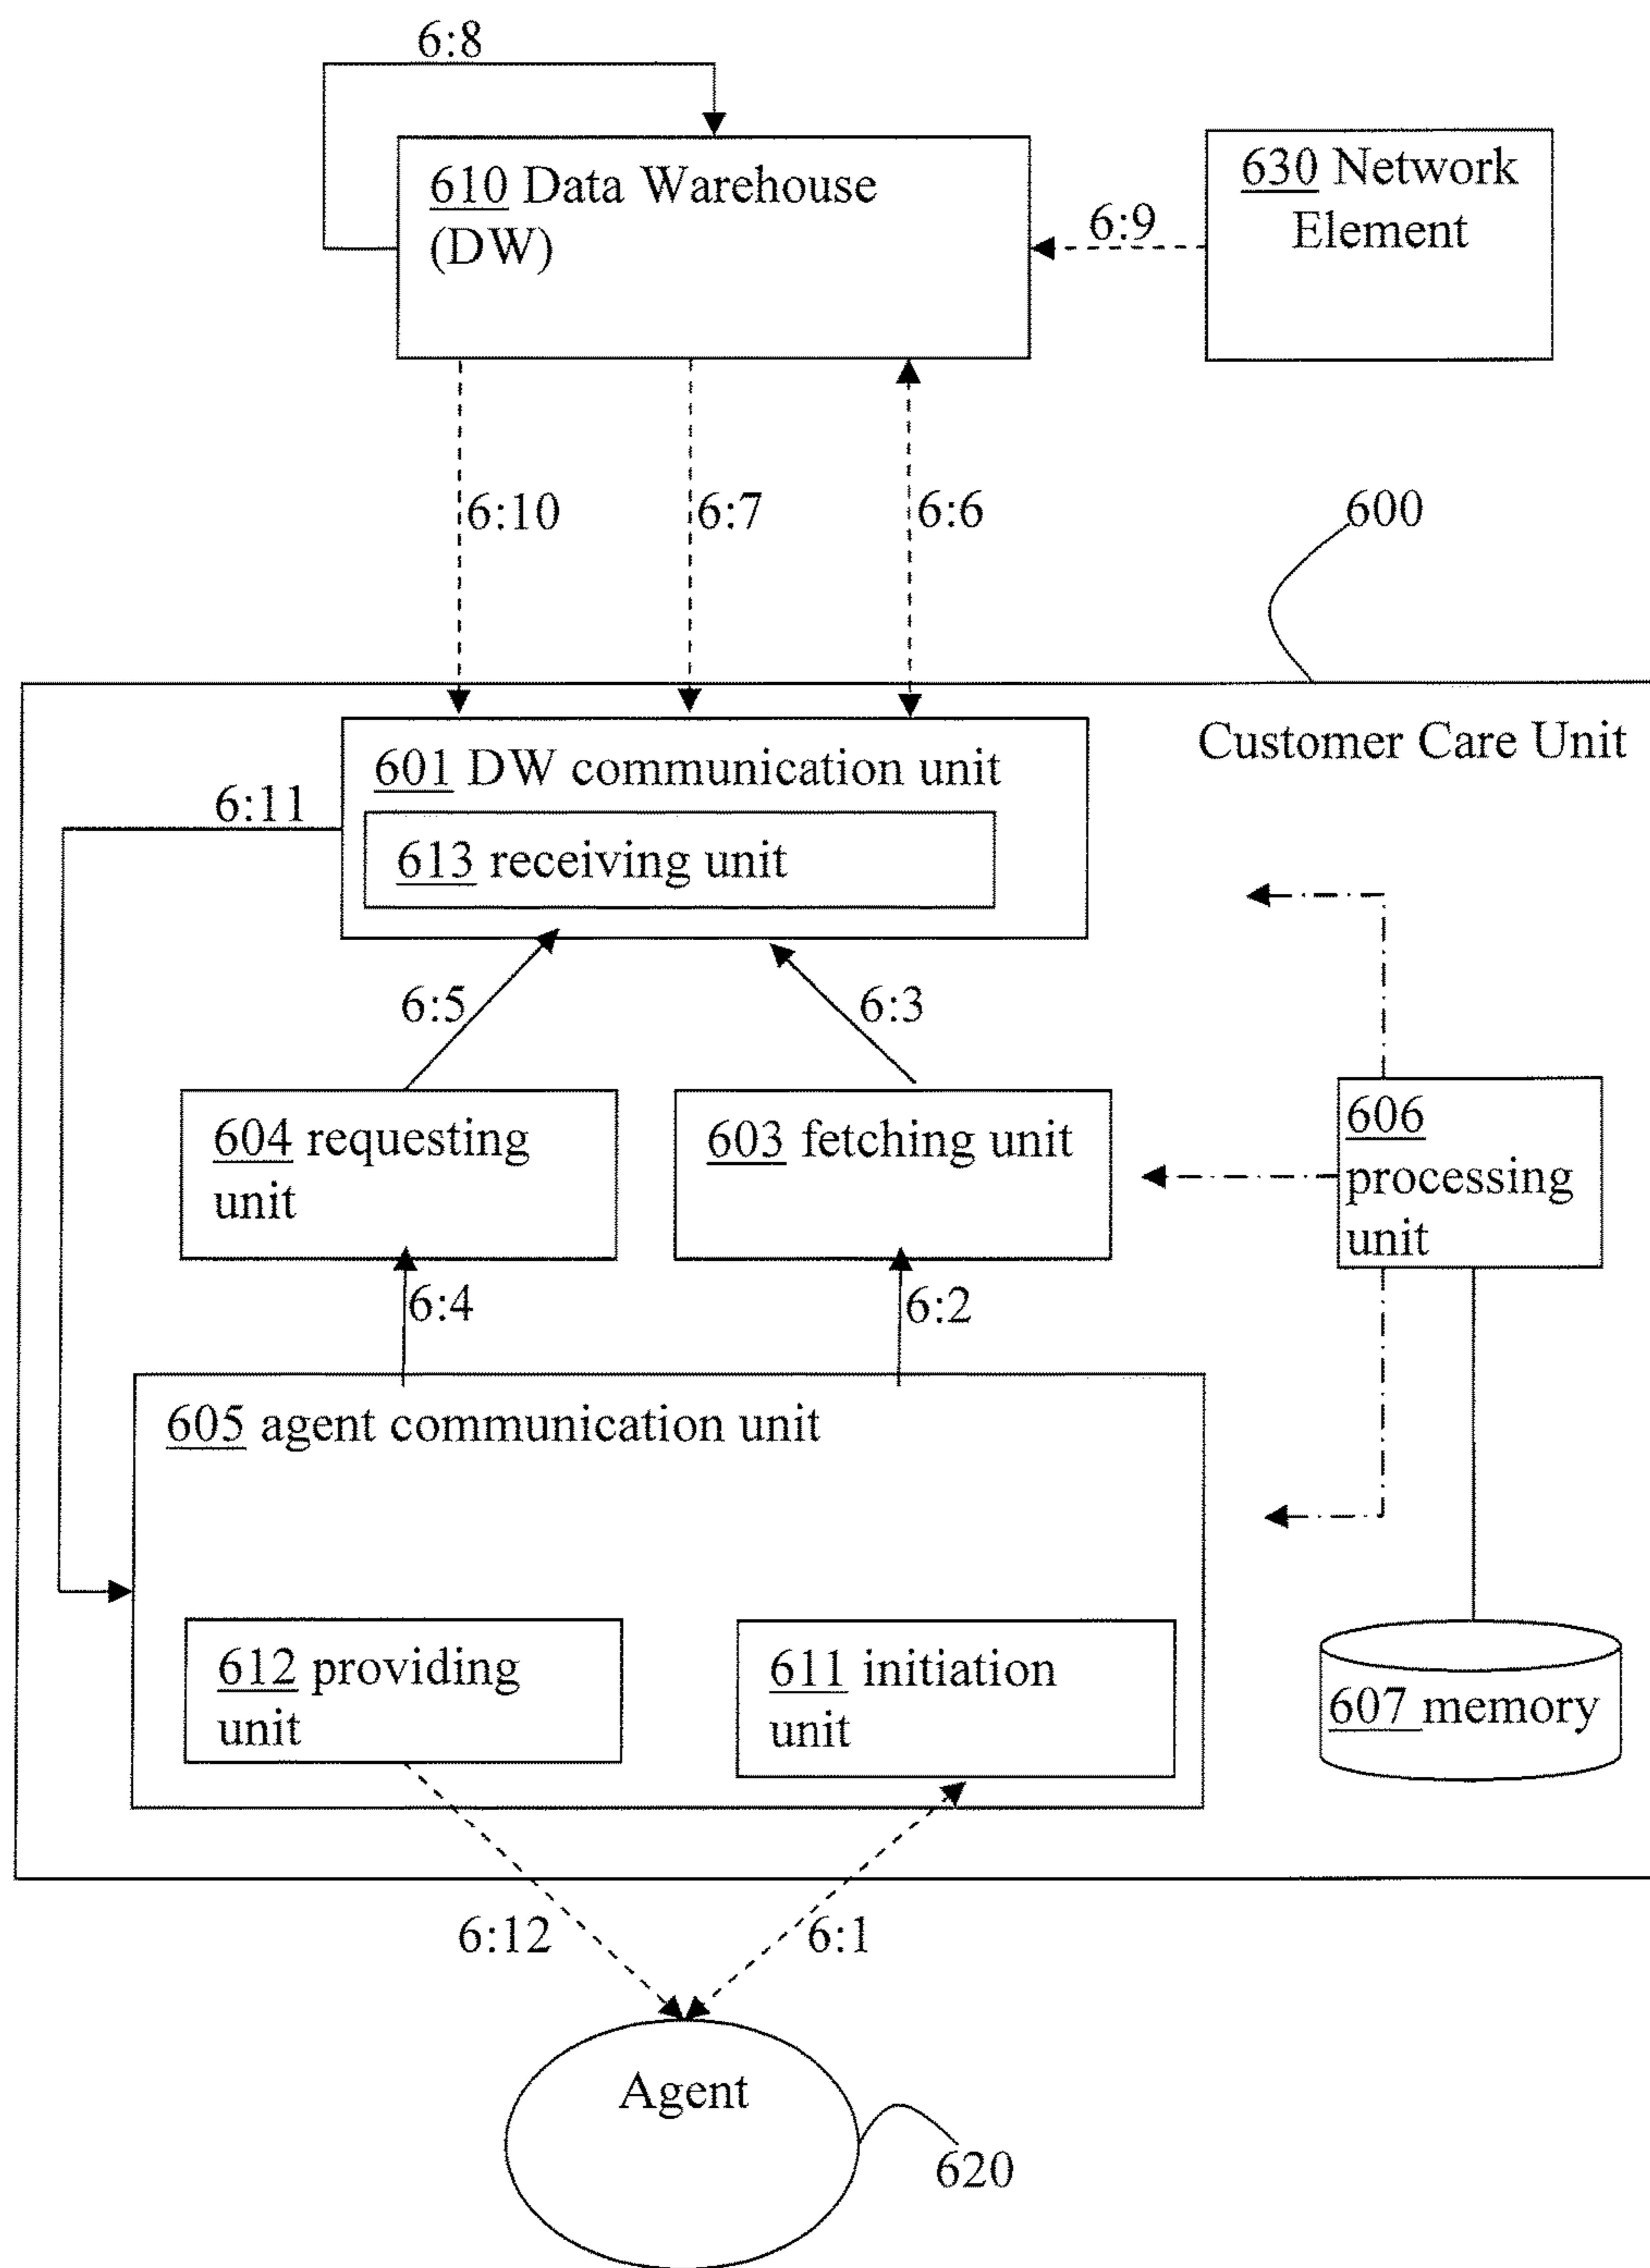 6:8
610 Data Warehouse
(DW)
630 Network
Element
6:9
6:10
6:7
6:6
600
Customer Care Unit
601 DW communication unit
6:11
613 receiving unit
6:5
6:3
604 requesting
unit
603 fetching unit
606
processing
unit
6:4
6:2
605 agent communication unit
612 providing
unit
611 initiation
unit
607 memory
6:12
6:1
Agent
620